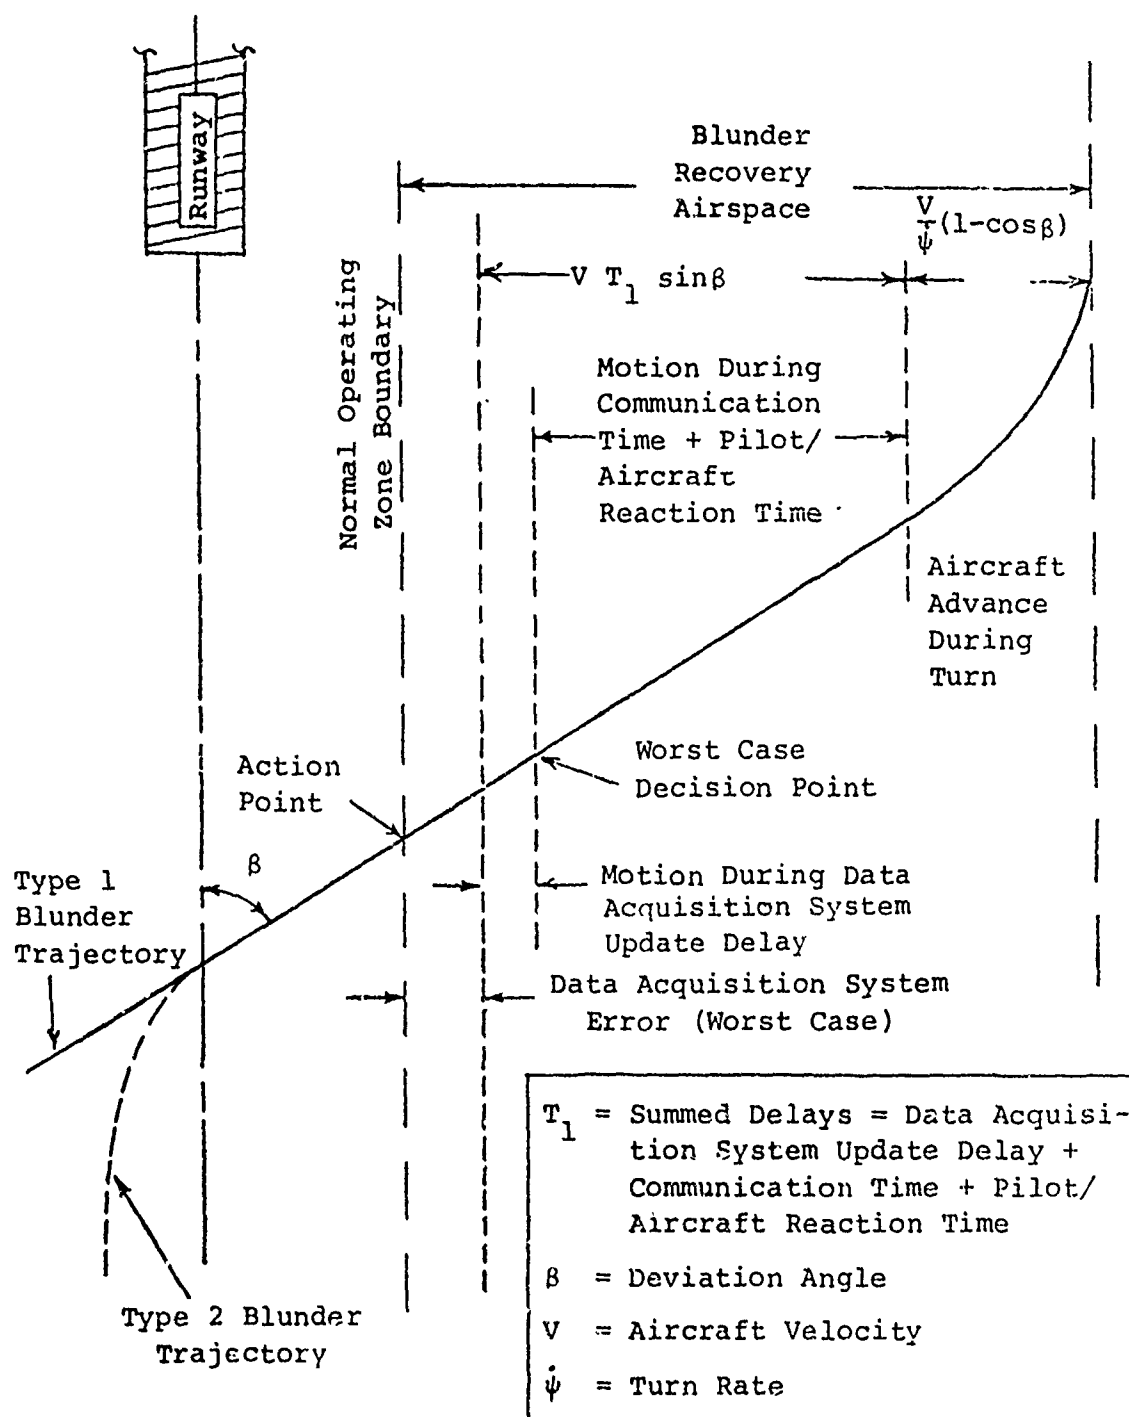 Runway
Blunder
Recovery
Airspace
V/ψ̇ (1-cosβ)
V T₁ sinβ
Normal Operating
Zone Boundary
Motion During
Communication
Time + Pilot/
Aircraft
Reaction Time
Aircraft
Advance
During
Turn
Worst Case
Decision Point
Action
Point
β
Type 1
Blunder
Trajectory
Motion During Data
Acquisition System
Update Delay
Data Acquisition System
Error (Worst Case)
Type 2 Blunder
Trajectory
T₁ = Summed Delays = Data Acquisi-
tion System Update Delay +
Communication Time + Pilot/
Aircraft Reaction Time
β = Deviation Angle
V = Aircraft Velocity
ψ̇ = Turn Rate